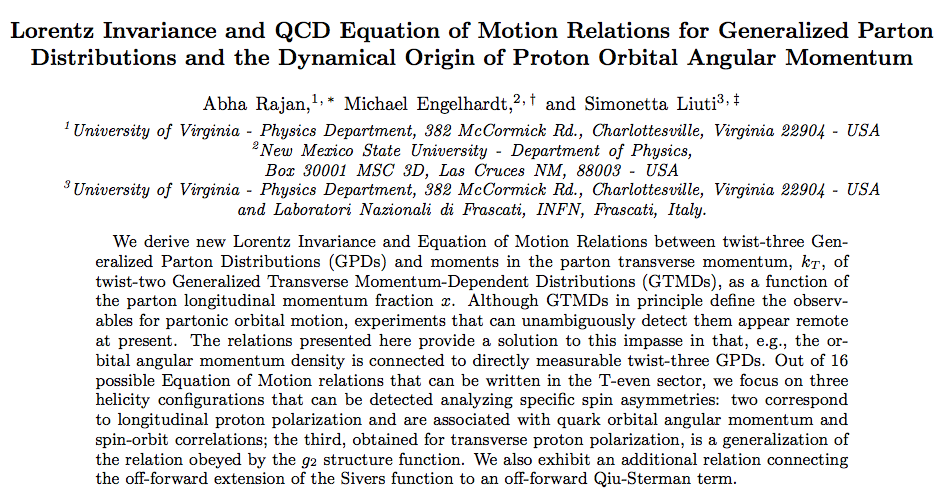 Lorentz Invariance and QCD Equation of Motion Relations for Generalized Parton
Distributions and the Dynamical Origin of Proton Orbital Angular Momentum
Abha Rajan,1, * Michael Engelhardt,2, † and Simonetta Liuti3, ‡
1 University of Virginia - Physics Department, 382 McCormick Rd., Charlottesville, Virginia 22904 - USA
2 New Mexico State University - Department of Physics,
Box 30001 MSC 3D, Las Cruces NM, 88003 - USA
3 University of Virginia - Physics Department, 382 McCormick Rd., Charlottesville, Virginia 22904 - USA
and Laboratori Nazionali di Frascati, INFN, Frascati, Italy.
We derive new Lorentz Invariance and Equation of Motion Relations between twist-three Gen-
eralized Parton Distributions (GPDs) and moments in the parton transverse momentum, kT, of
twist-two Generalized Transverse Momentum-Dependent Distributions (GTMDs), as a function of
the parton longitudinal momentum fraction x. Although GTMDs in principle define the observ-
ables for partonic orbital motion, experiments that can unambiguously detect them appear remote
at present. The relations presented here provide a solution to this impasse in that, e.g., the or-
bital angular momentum density is connected to directly measurable twist-three GPDs. Out of 16
possible Equation of Motion relations that can be written in the T-even sector, we focus on three
helicity configurations that can be detected analyzing specific spin asymmetries: two correspond
to longitudinal proton polarization and are associated with quark orbital angular momentum and
spin-orbit correlations; the third, obtained for transverse proton polarization, is a generalization of
the relation obeyed by the g2 structure function. We also exhibit an additional relation connecting
the off-forward extension of the Sivers function to an off-forward Qiu-Sterman term.